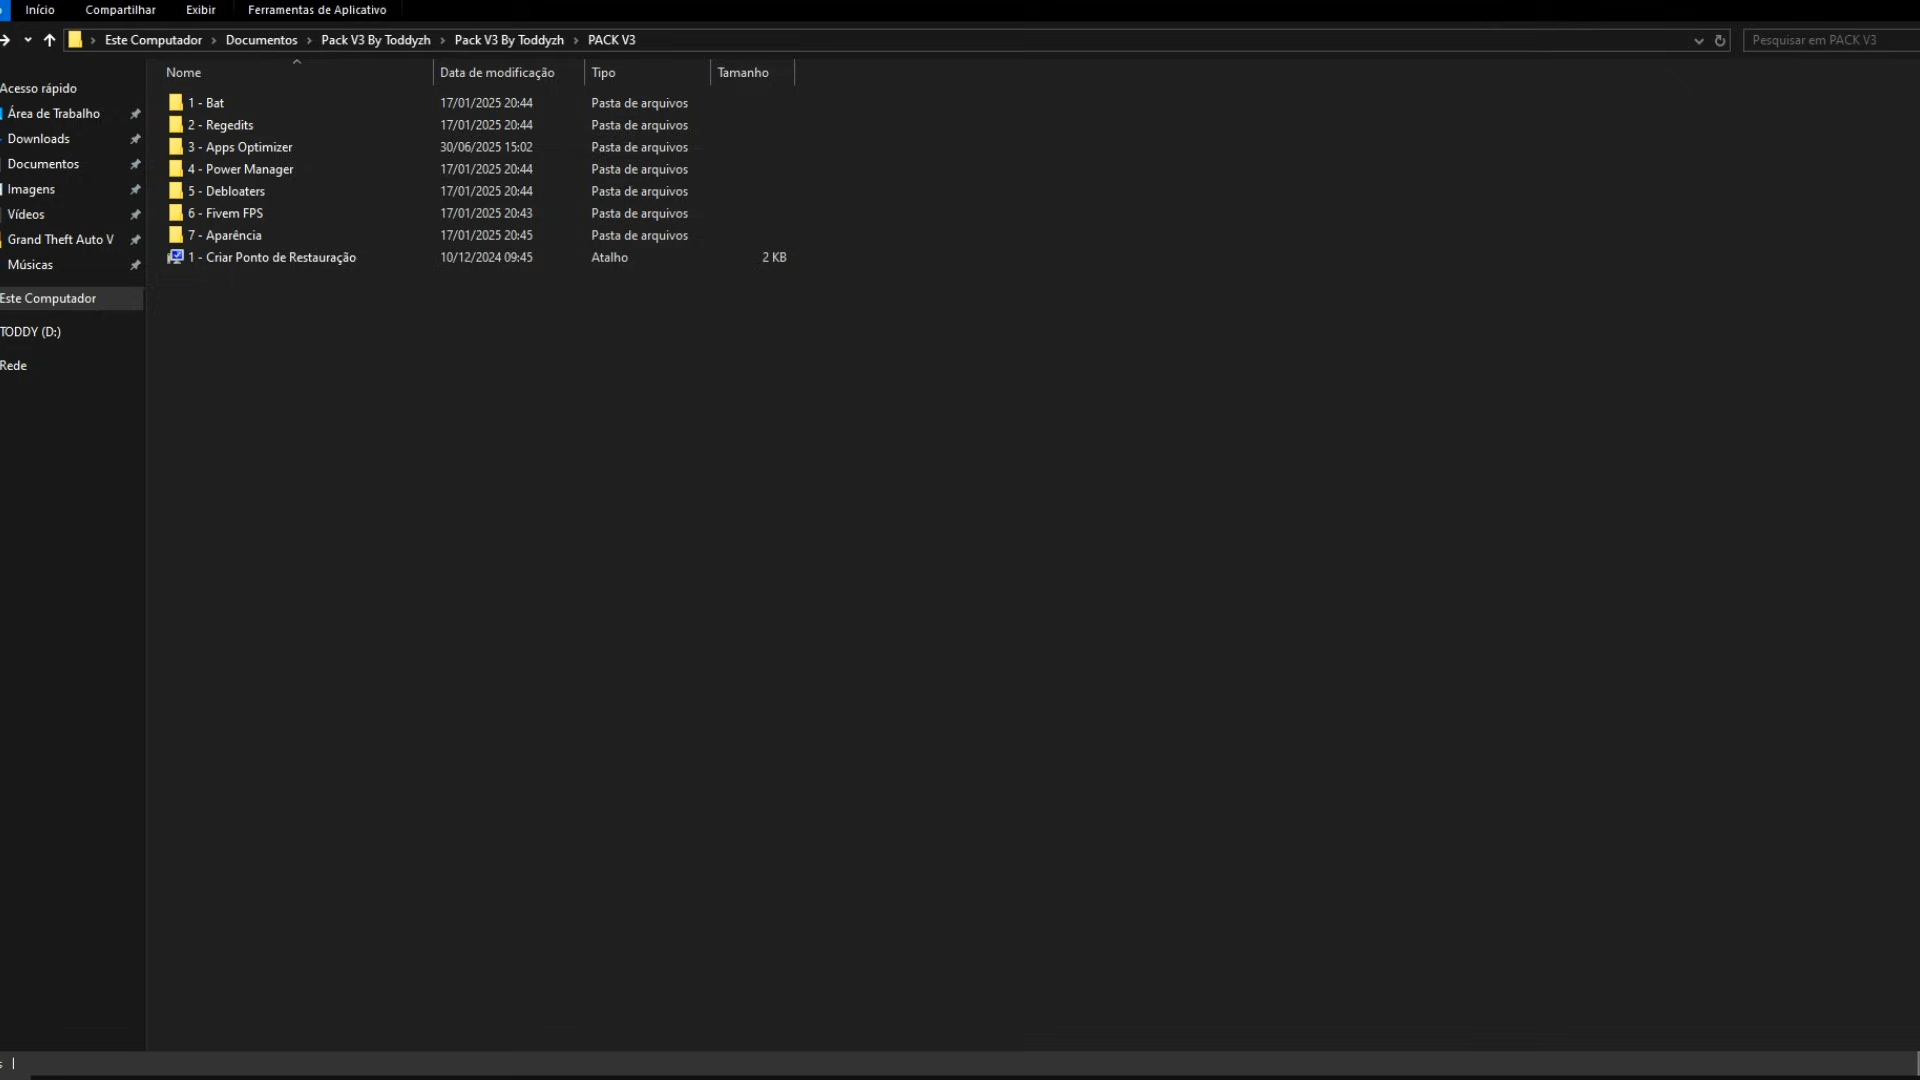 Início Compartilhar Exibir Ferramentas de Aplicativo
Este Computador Documentos Pack V3 By Toddyzh Pack V3 By Toddyzh PACK V3 Pesquisar em PACK V3
Nome Data de modificação Tipo Tamanho
Acesso rápido
Área de Trabalho
Downloads
Documentos
Imagens
Vídeos
Grand Theft Auto V
Músicas
Este Computador
TODDY (D:)
Rede
1 - Bat 17/01/2025 20:44 Pasta de arquivos
2 - Regedits 17/01/2025 20:44 Pasta de arquivos
3 - Apps Optimizer 30/06/2025 15:02 Pasta de arquivos
4 - Power Manager 17/01/2025 20:44 Pasta de arquivos
5 - Debloaters 17/01/2025 20:44 Pasta de arquivos
6 - Fivem FPS 17/01/2025 20:43 Pasta de arquivos
7 - Aparência 17/01/2025 20:45 Pasta de arquivos
1 - Criar Ponto de Restauração 10/12/2024 09:45 Atalho 2 KB